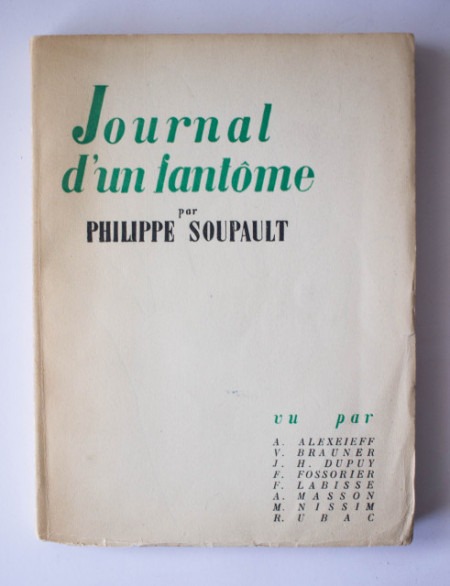 Journal
d'un fantôme
par
PHILIPPE SOUPAULT
vu par
A. ALEXEIEFF
V. BRAUNER
J. H. DUPUY
F. FOSSORIER
F. LABISSE
A. MASSON
M. NISSIM
R. UBAC